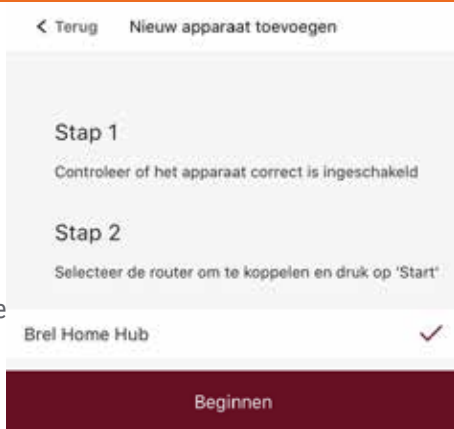 Terug Nieuw apparaat toevoegen
Stap 1
Controleer of het apparaat correct is ingeschakeld
Stap 2
Selecteer de router om te koppelen en druk op 'Start'
e
Brel Home Hub
Beginnen